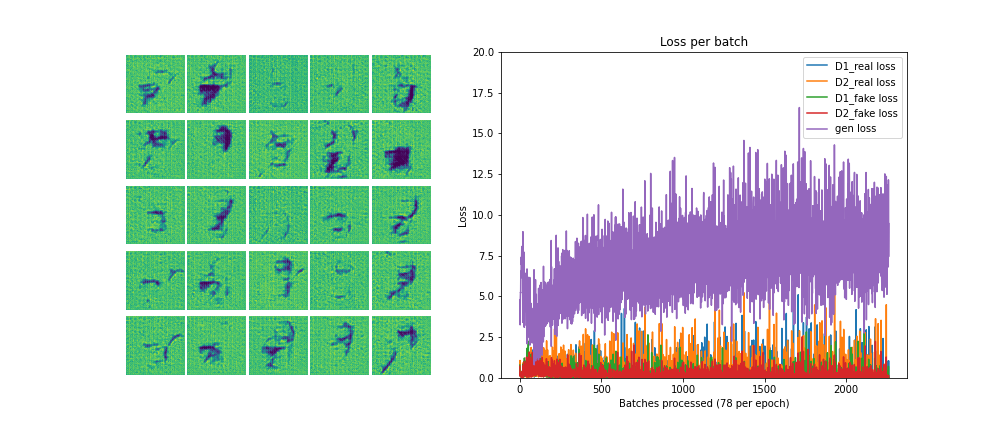 Loss per batch
20.0
17.5
15.0
12.5
10.0
7.5
5.0
2.5
0.0
Loss
D1_real loss
D2_real loss
D1_fake loss
D2_fake loss
gen loss
0
500
1000
1500
2000
Batches processed (78 per epoch)